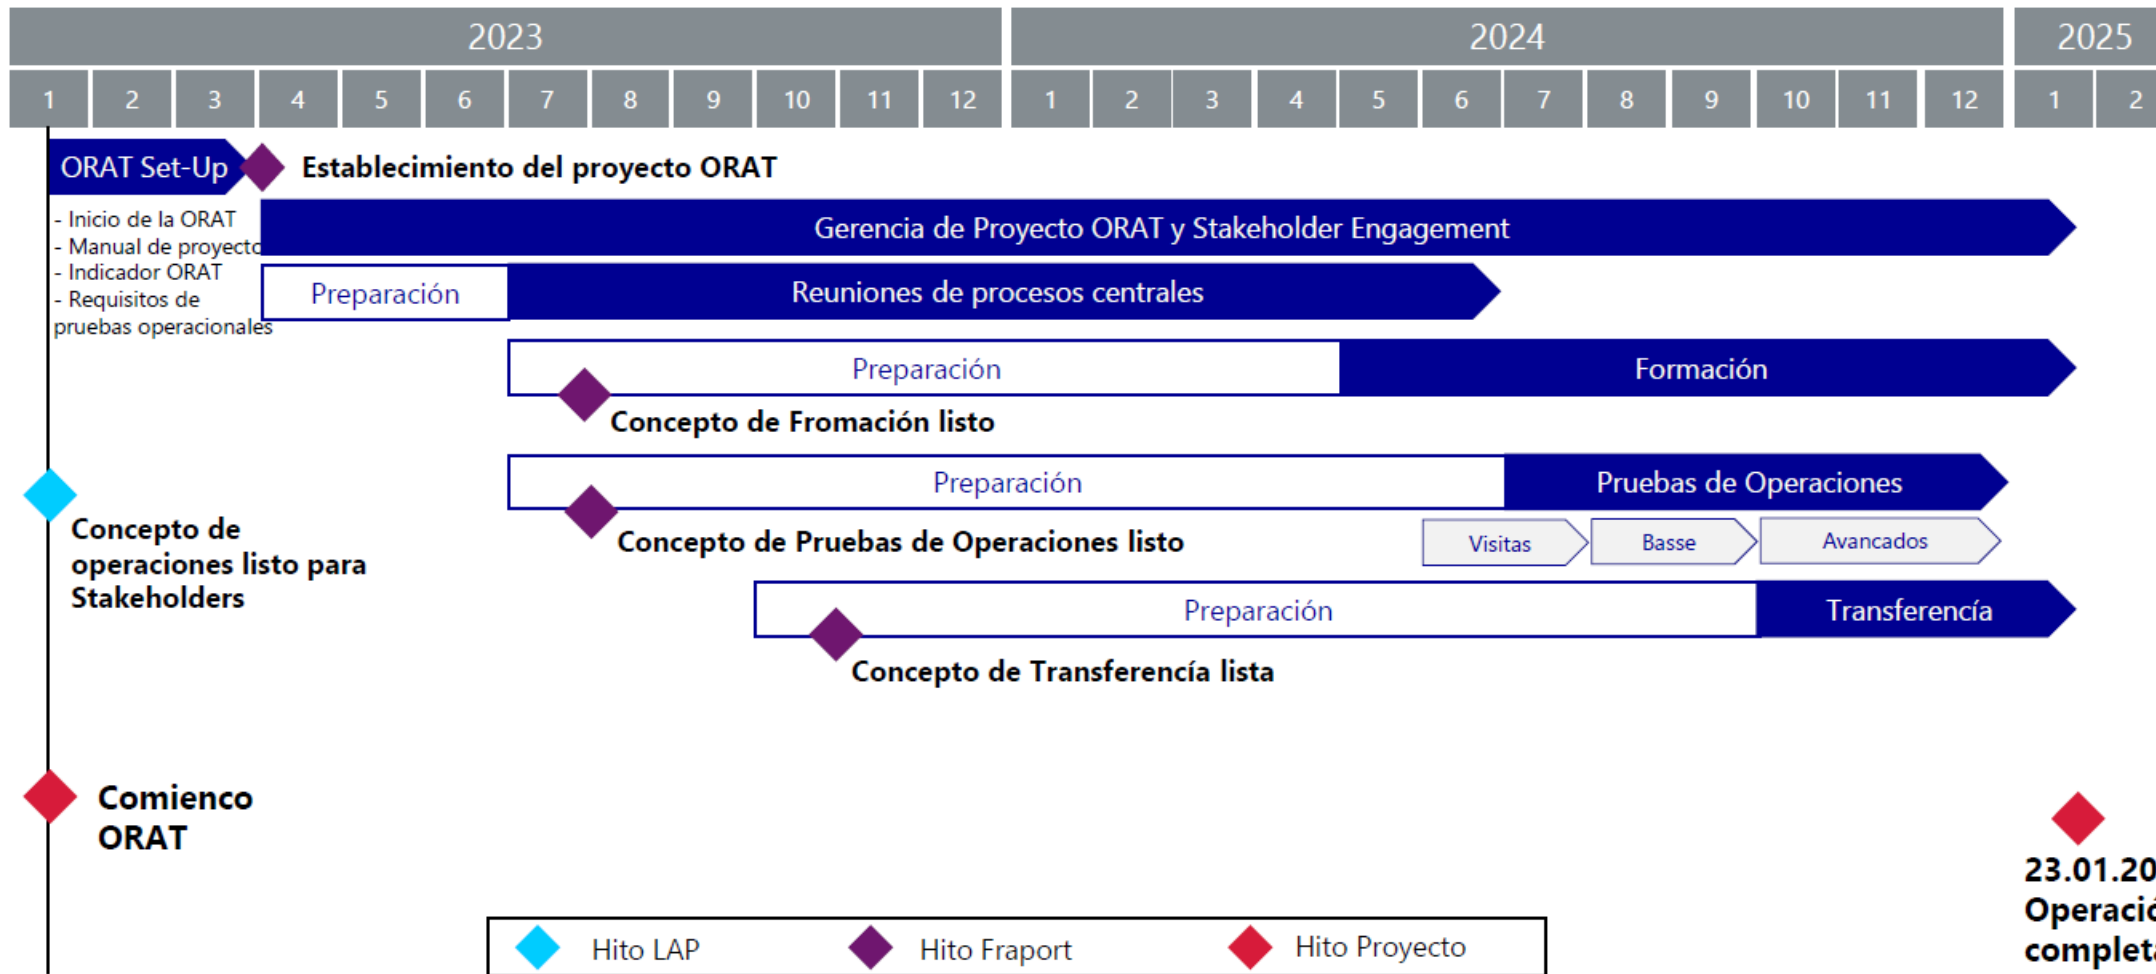 2023
2024
2025
1 2 3 4 5 6 7 8 9 10 11 12 1 2 3 4 5 6 7 8 9 10 11 12 1 2
ORAT Set-Up
Establecimiento del proyecto ORAT
- Inicio de la ORAT
- Manual de proyecto
- Indicador ORAT
- Requisitos de
pruebas operacionales
Gerencia de Proyecto ORAT y Stakeholder Engagement
Preparación
Reuniones de procesos centrales
Preparación
Formación
Concepto de Fromación listo
Preparación
Pruebas de Operaciones
Concepto de
operaciones listo para
Stakeholders
Concepto de Pruebas de Operaciones listo
Visitas
Basse
Avancados
Preparación
Transferencía
Concepto de Transferencía lista
Comienco
ORAT
23.01.20
Operació
complet
Hito LAP
Hito Fraport
Hito Proyecto